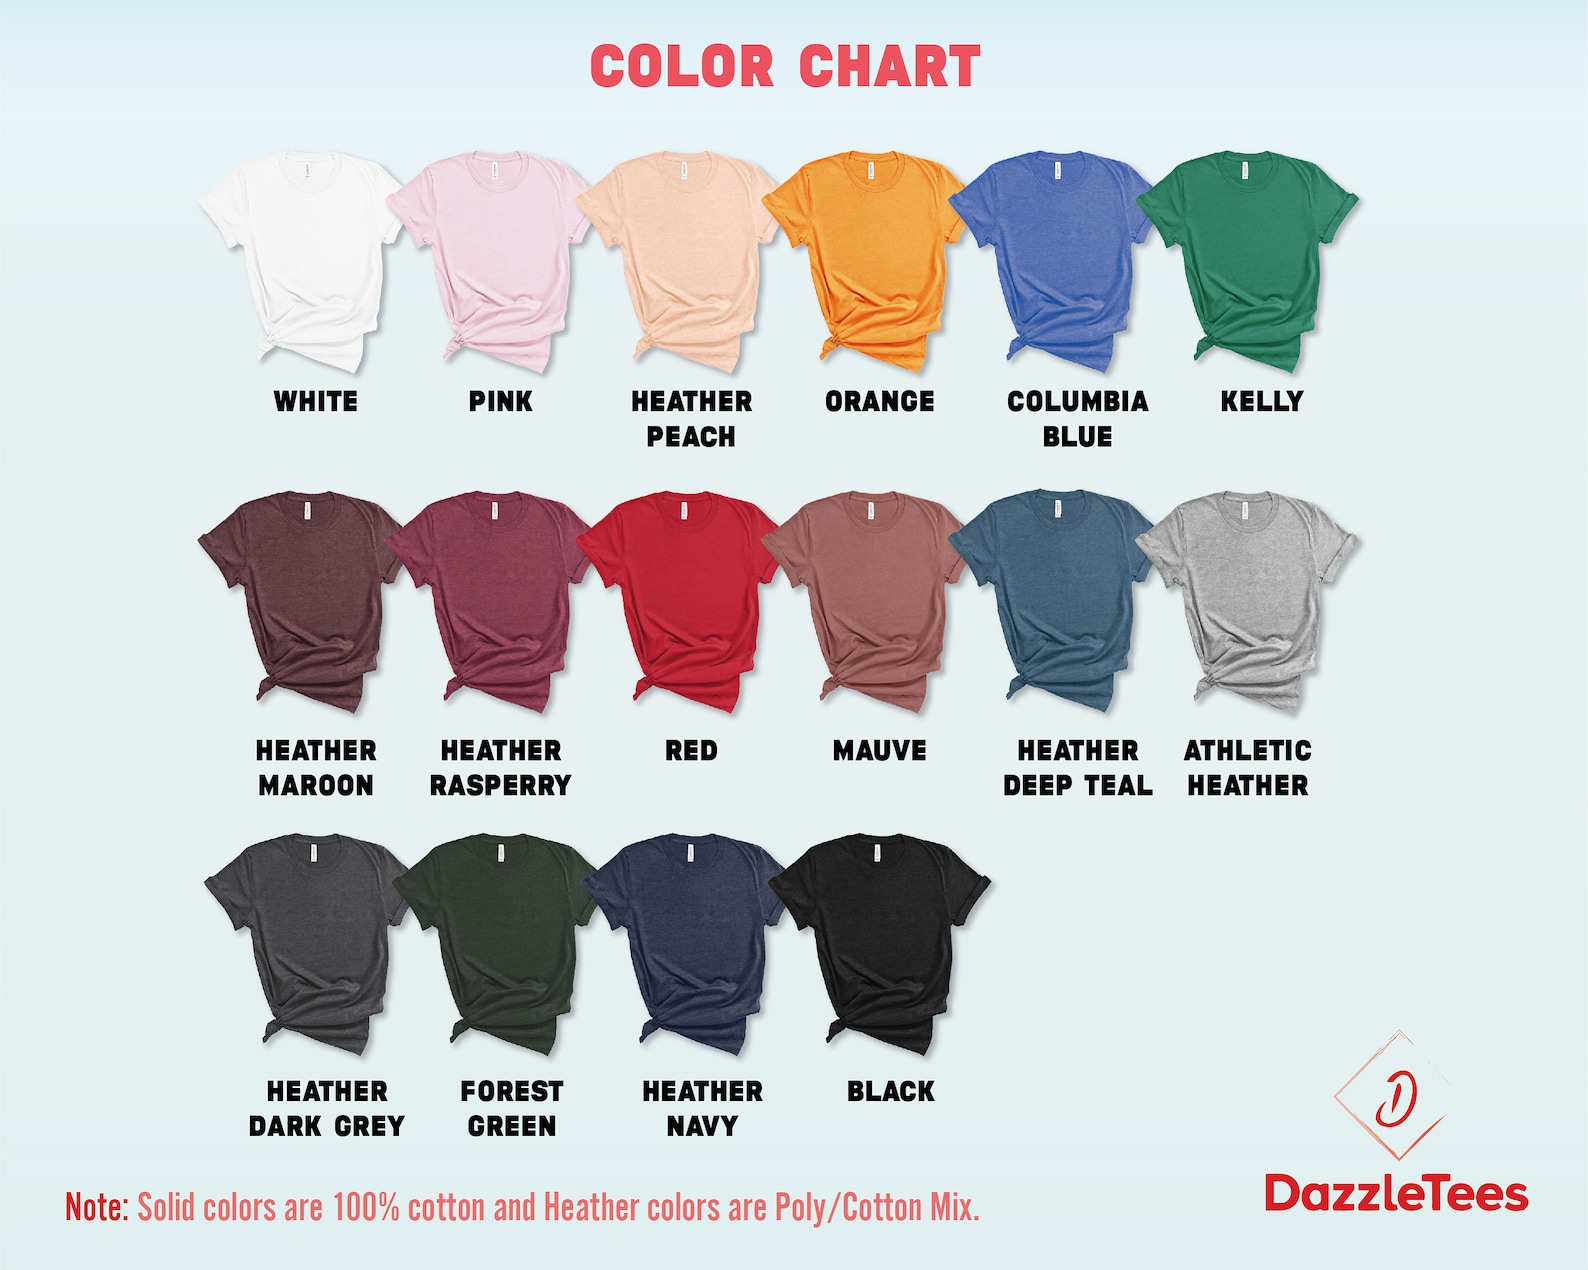 COLOR CHART
WHITE
PINK
HEATHER
PEACH
ORANGE
COLUMBIA
BLUE
KELLY
HEATHER
MAROON
HEATHER
RASPERRY
RED
MAUVE
HEATHER
DEEP TEAL
ATHLETIC
HEATHER
HEATHER
DARK GREY
FOREST
GREEN
HEATHER
NAVY
BLACK
D
DazzleTees
Note: Solid colors are 100% cotton and Heather colors are Poly/Cotton Mix.